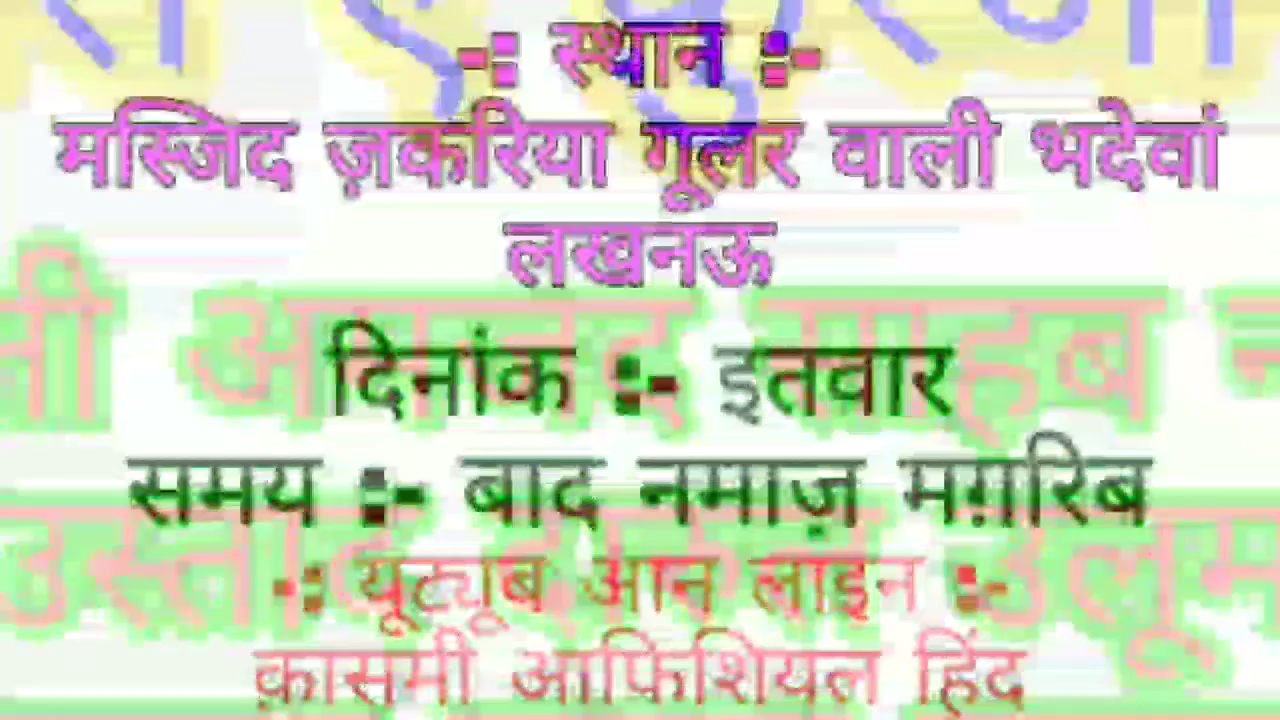 -: स्थान :-
मस्जिद ज़करिया गूलर वाली भदेवां
लखनऊ
दिनांक :- इतवार
समय :- बाद नमाज़ मग़रिब
-: यूट्यूब आन लाइन :-
क़ासमी आफिशियल हिंद